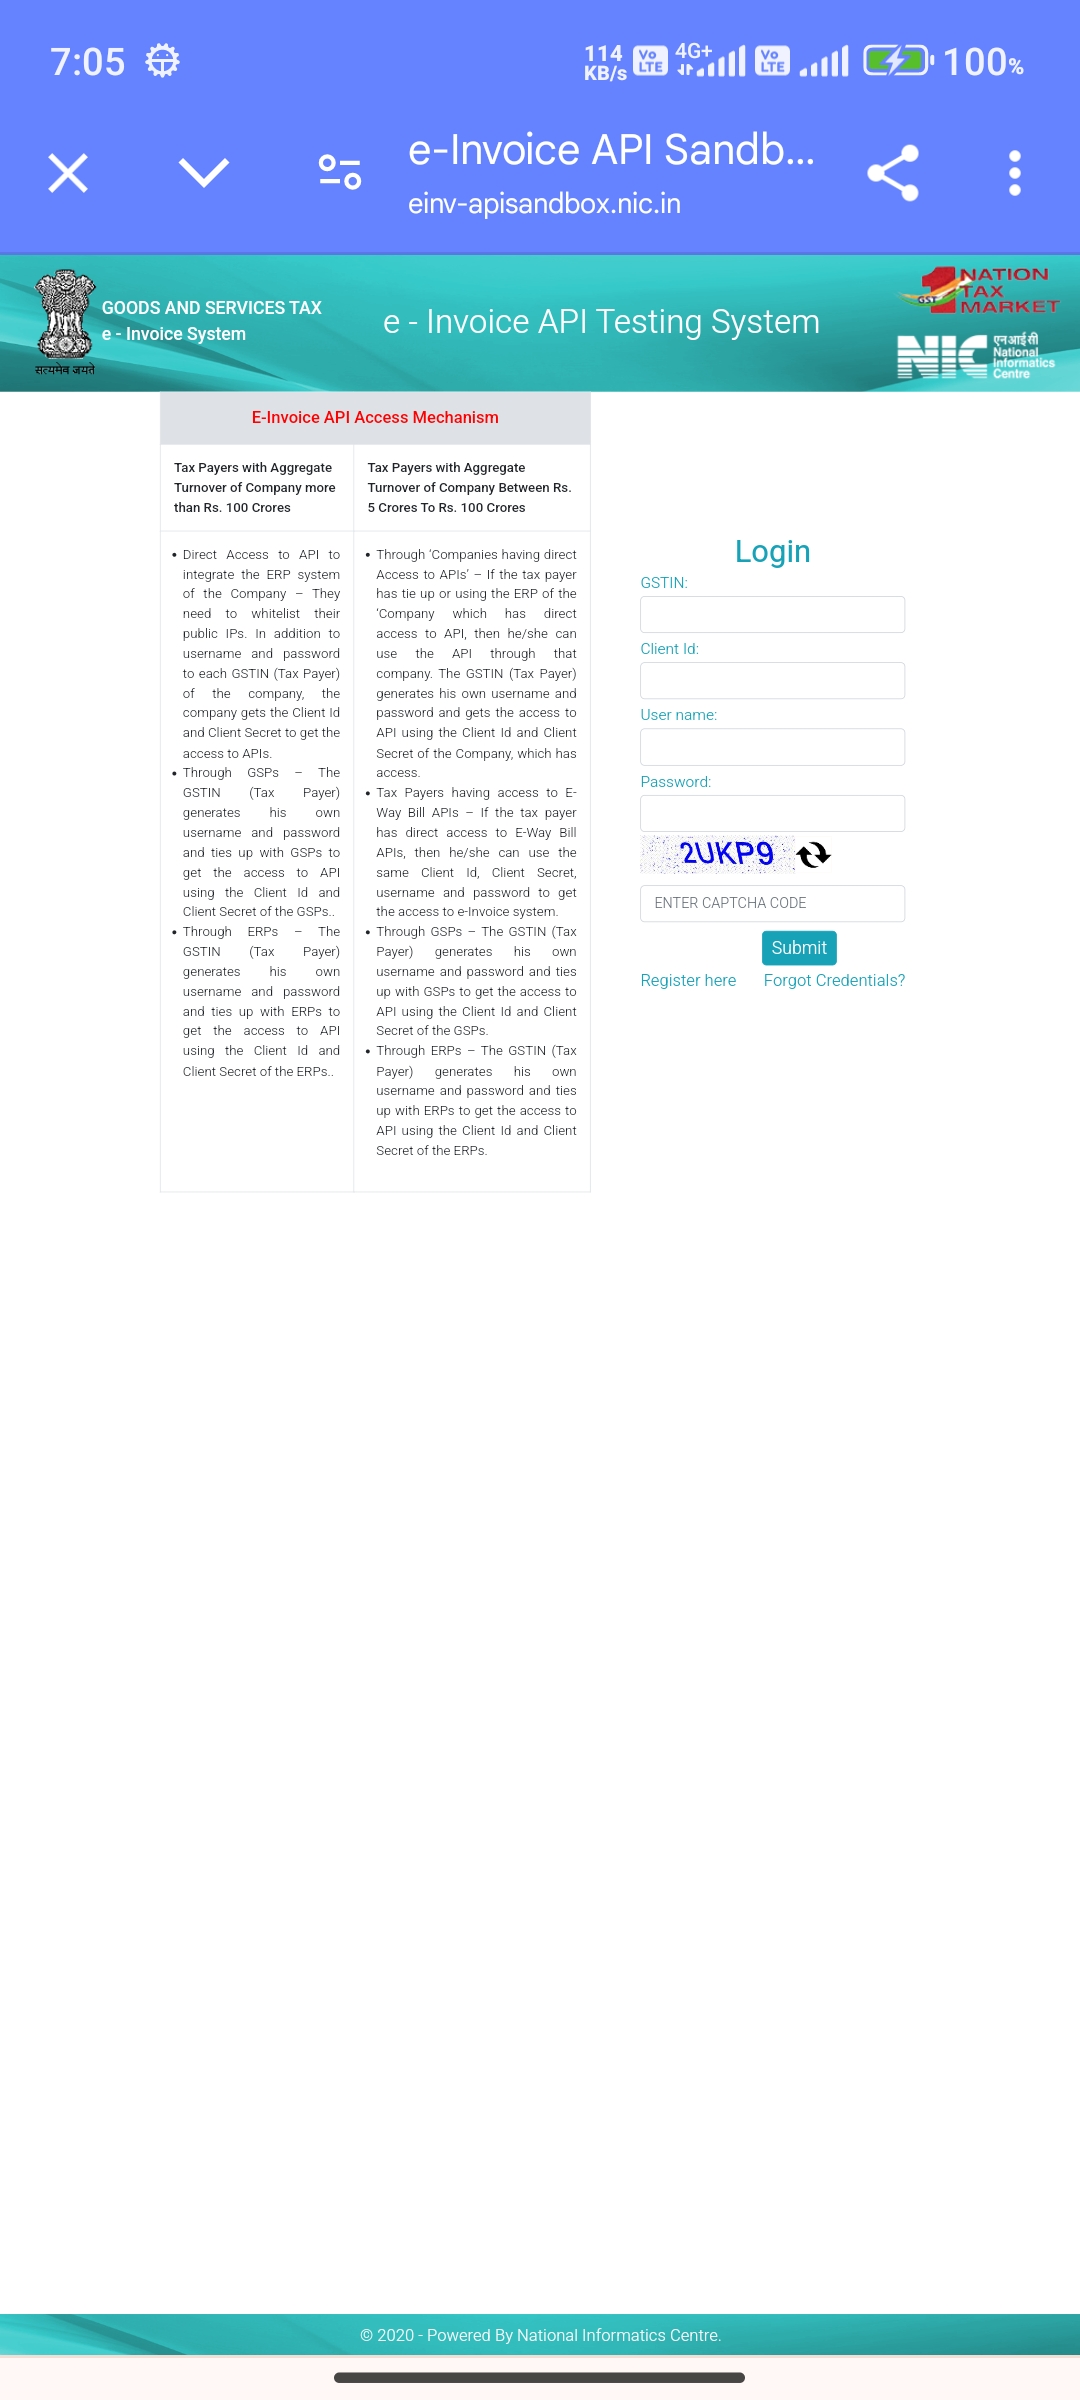 7:05
114 KB/s
Vo LTE
4G+
Vo LTE
100%
e-Invoice API Sandb...
einv-apisandbox.nic.in
सत्यमेव जयते
GOODS AND SERVICES TAX
e - Invoice System
e - Invoice API Testing System
GST
1 NATION
TAX
MARKET
NIC
एन आई सी
National
Informatics
Centre
E-Invoice API Access Mechanism
Tax Payers with Aggregate
Turnover of Company more
than Rs. 100 Crores
• Direct Access to API to
integrate the ERP system
of the Company – They
need to whitelist their
public IPs. In addition to
username and password
to each GSTIN (Tax Payer)
of the company, the
company gets the Client Id
and Client Secret to get the
access to APIs.
• Through GSPs – The
GSTIN (Tax Payer)
generates his own
username and password
and ties up with GSPs to
get the access to API
using the Client Id and
Client Secret of the GSPs..
• Through ERPs – The
GSTIN (Tax Payer)
generates his own
username and password
and ties up with ERPs to
get the access to API
using the Client Id and
Client Secret of the ERPs..
Tax Payers with Aggregate
Turnover of Company Between Rs.
5 Crores To Rs. 100 Crores
• Through ‘Companies having direct
Access to APIs’ – If the tax payer
has tie up or using the ERP of the
‘Company which has direct
access to API, then he/she can
use the API through that
company. The GSTIN (Tax Payer)
generates his own username and
password and gets the access to
API using the Client Id and Client
Secret of the Company, which has
access.
• Tax Payers having access to E-
Way Bill APIs – If the tax payer
has direct access to E-Way Bill
APIs, then he/she can use the
same Client Id, Client Secret,
username and password to get
the access to e-Invoice system.
• Through GSPs – The GSTIN (Tax
Payer) generates his own
username and password and ties
up with GSPs to get the access to
API using the Client Id and Client
Secret of the GSPs.
• Through ERPs – The GSTIN (Tax
Payer) generates his own
username and password and ties
up with ERPs to get the access to
API using the Client Id and Client
Secret of the ERPs.
Login
GSTIN:
Client Id:
User name:
Password:
2UKP9
ENTER CAPTCHA CODE
Submit
Register here Forgot Credentials?
© 2020 - Powered By National Informatics Centre.